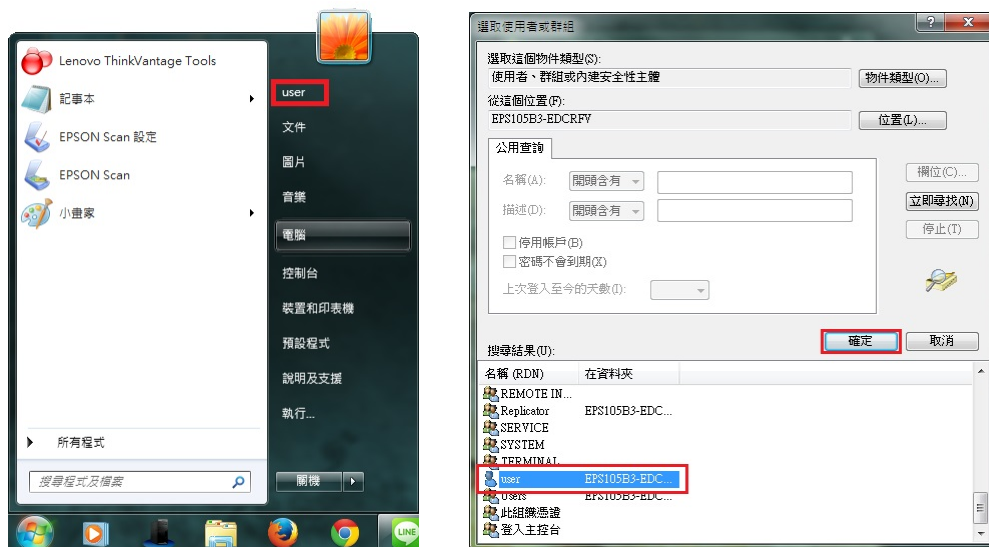 Lenovo ThinkVantage Tools
記事本
EPSON Scan 設定
EPSON Scan
小畫家
所有程式
搜尋程式及檔案
user
文件
圖片
音樂
電腦
控制台
裝置和印表機
預設程式
說明及支援
執行...
關機
LINE
選取使用者或群組
選取這個物件類型(S):
使用者、群組或內建安全性主體
物件類型(O)...
從這個位置(F):
EPS105B3-EDCRFV
位置(L)...
公用查詢
名稱(A): 開頭含有
描述(D): 開頭含有
停用帳戶(B)
密碼不會到期(X)
上次登入至今的天數(I):
欄位(C)...
立即尋找(N)
停止(T)
確定
取消
搜尋結果(U):
名稱 (RDN) 在資料夾
REMOTE IN...
Replicator EPS105B3-EDC...
SERVICE
SYSTEM
TERMINAL
user EPS105B3-EDC...
Users EPS105B3-EDC...
此組織憑證
登入主控台